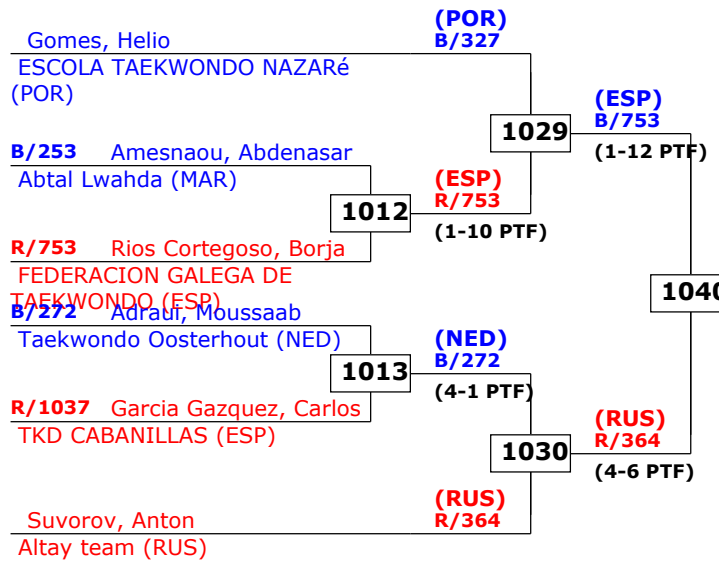 (POR)
B/327
Gomes, Helio
ESCOLA TAEKWONDO NAZARé
(POR)
(ESP)
B/753
(1-12 PTF)
1029
B/253 Amesnaou, Abdenasar
Abtal Lwahda (MAR)
(ESP)
R/753
(1-10 PTF)
1012
R/753 Rios Cortegoso, Borja
FEDERACION GALEGA DE
TAEKWONDO (ESP)
1040
B/272 Adraui, Moussaab
Taekwondo Oosterhout (NED)
(NED)
B/272
(4-1 PTF)
1013
R/1037 Garcia Gazquez, Carlos
TKD CABANILLAS (ESP)
(RUS)
R/364
(4-6 PTF)
1030
(RUS)
R/364
Suvorov, Anton
Altay team (RUS)